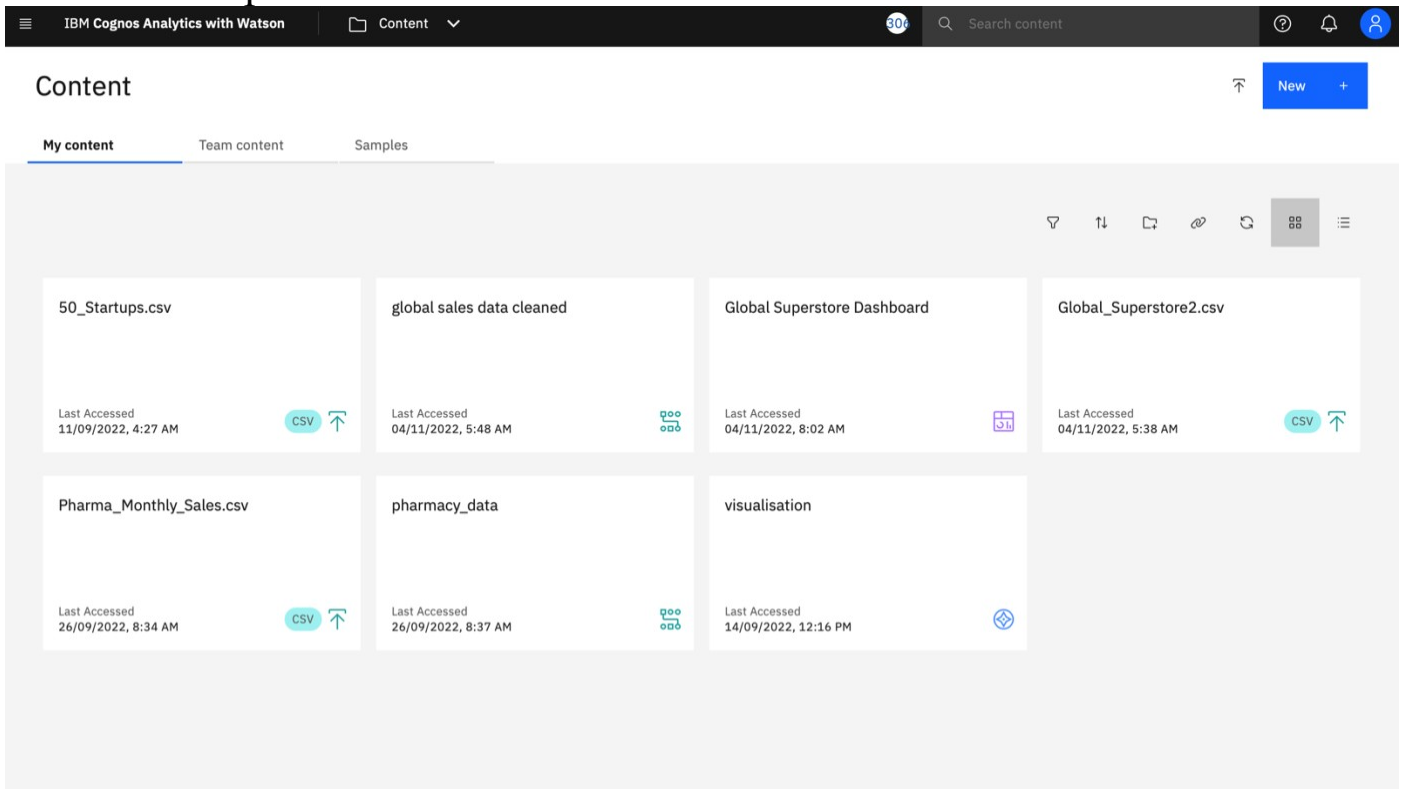 IBM Cognos Analytics with Watson
Content
306
Search content
Content
New +
My content
Team content
Samples
50_Startups.csv
Last Accessed
11/09/2022, 4:27 AM
CSV
global sales data cleaned
Last Accessed
04/11/2022, 5:48 AM
Global Superstore Dashboard
Last Accessed
04/11/2022, 8:02 AM
Global_Superstore2.csv
Last Accessed
04/11/2022, 5:38 AM
CSV
Pharma_Monthly_Sales.csv
Last Accessed
26/09/2022, 8:34 AM
CSV
pharmacy_data
Last Accessed
26/09/2022, 8:37 AM
visualisation
Last Accessed
14/09/2022, 12:16 PM